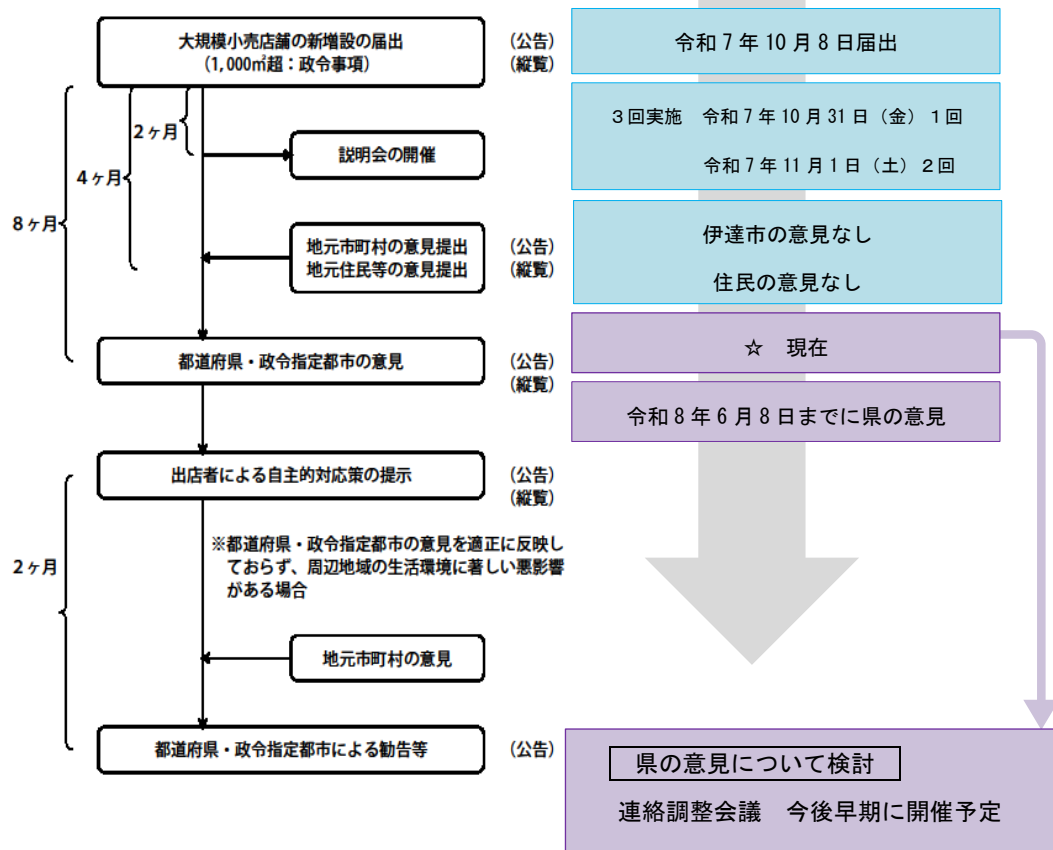 大規模小売店舗の新増設の届出
(1,000㎡超：政令事項)
(公告)
(縦覧)
2ヶ月
説明会の開催
4ヶ月
8ヶ月
地元市町村の意見提出
地元住民等の意見提出
(公告)
(縦覧)
都道府県・政令指定都市の意見
(公告)
(縦覧)
出店者による自主的対応策の提示
(公告)
(縦覧)
※都道府県・政令指定都市の意見を適正に反映し
ておらず、周辺地域の生活環境に著しい悪影響
がある場合
2ヶ月
地元市町村の意見
都道府県・政令指定都市による勧告等
(公告)
令和7年10月8日届出
3回実施　令和7年10月31日（金）1回
令和7年11月1日（土）2回
伊達市の意見なし
住民の意見なし
☆　現在
令和8年6月8日までに県の意見
県の意見について検討
連絡調整会議　今後早期に開催予定